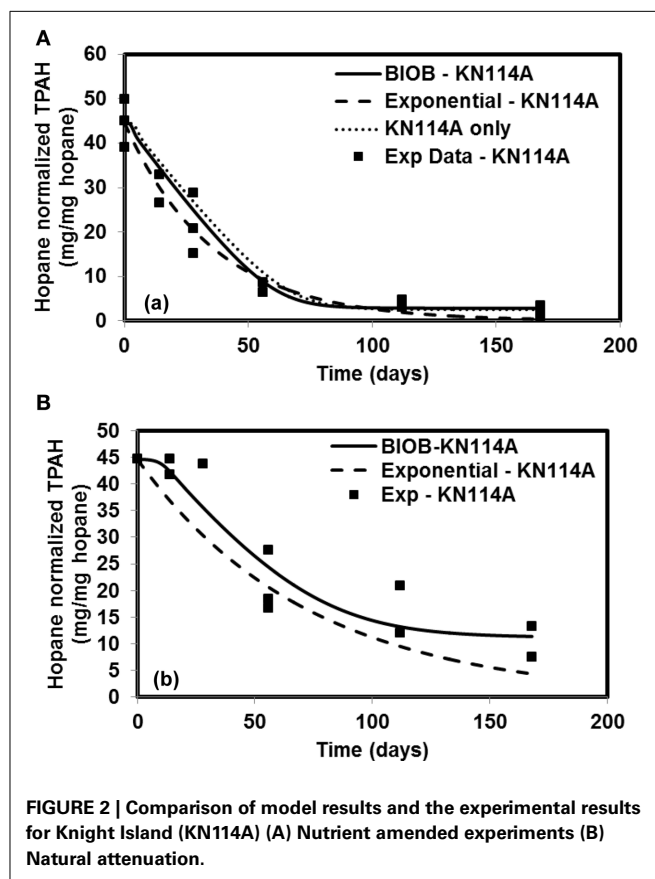 A
Hopane normalized TPAH
(mg/mg hopane)
60
50
40
30
20
10
0
BIOB - KN114A
Exponential - KN114A
KN114A only
Exp Data - KN114A
(a)
0
50
100
150
200
Time (days)
B
Hopane normalized TPAH
(mg/mg hopane)
50
45
40
35
30
25
20
15
10
5
0
BIOB-KN114A
Exponential - KN114A
Exp - KN114A
(b)
0
50
100
150
200
Time (days)
FIGURE 2 | Comparison of model results and the experimental results
for Knight Island (KN114A) (A) Nutrient amended experiments (B)
Natural attenuation.